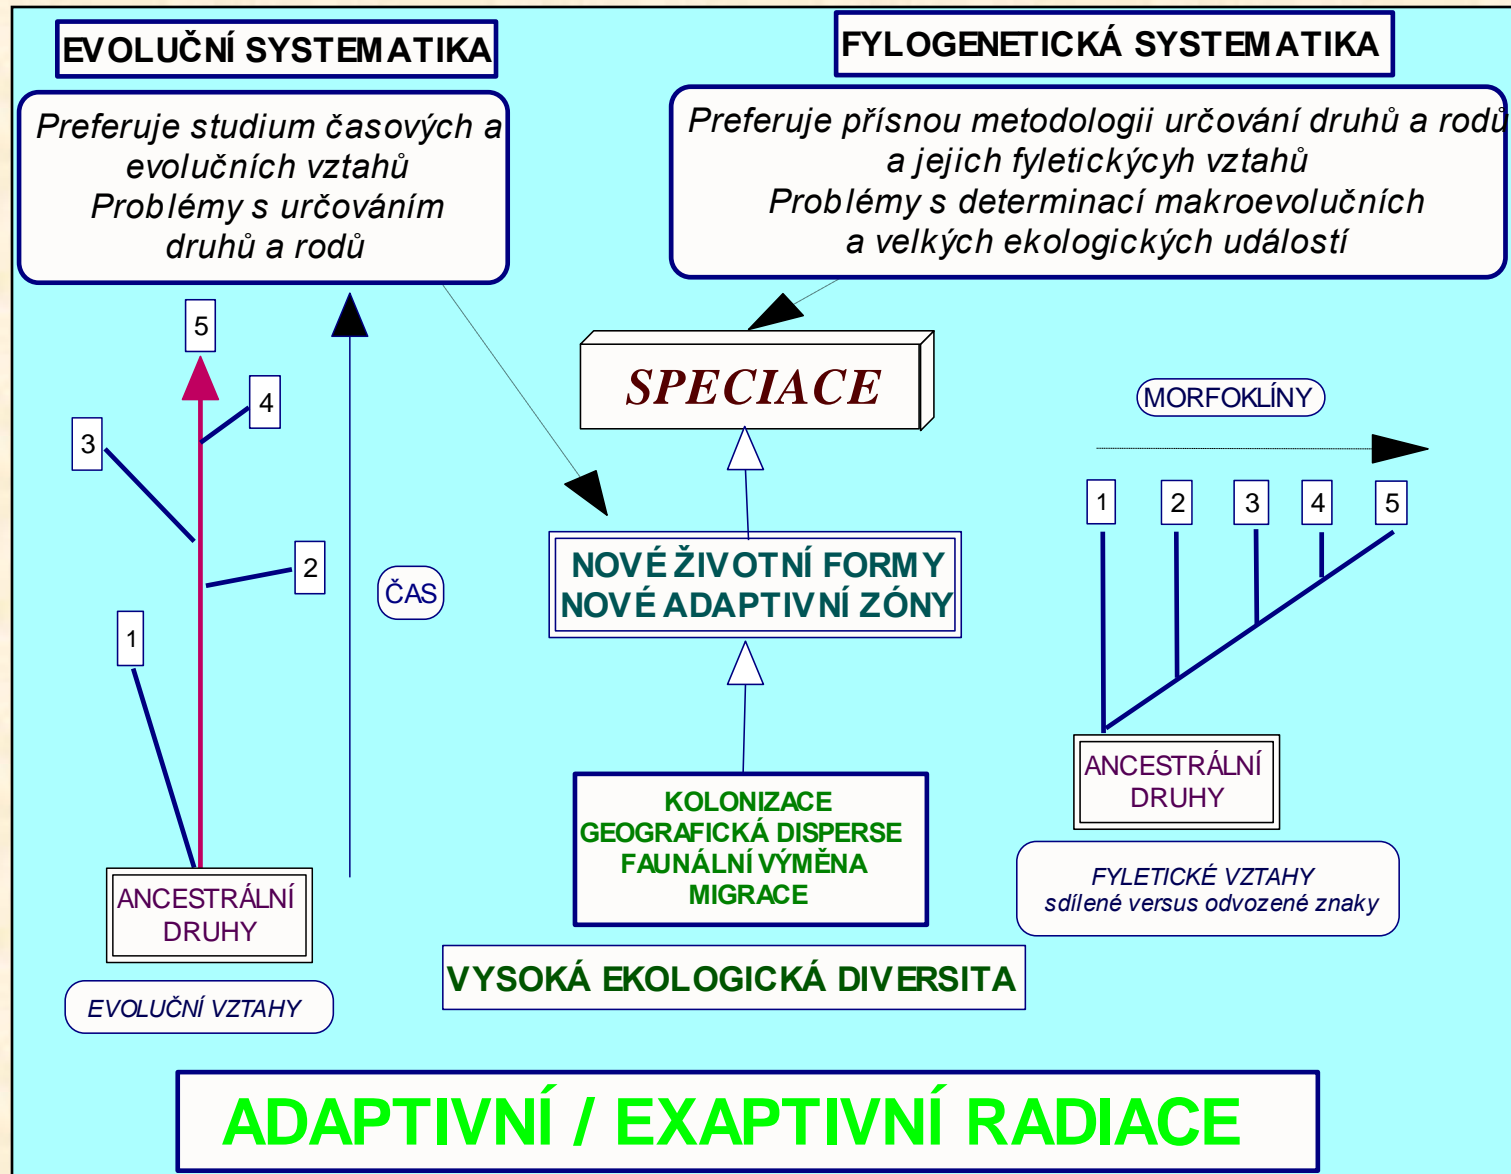 EVOLUČNÍ SYSTEMATIKA
Preferuje studium časových a
evolučních vztahů
Problémy s určováním
druhů a rodů
FYLOGENETICKÁ SYSTEMATIKA
Preferuje přísnou metodologii určování druhů a rodů
a jejich fyletickýcyh vztahů
Problémy s determinací makroevolučních
a velkých ekologických událostí
5
4
3
2
1
ČAS
ANCESTRÁLNÍ
DRUHY
EVOLUČNÍ VZTAHY
SPECIACE
NOVÉ ŽIVOTNÍ FORMY
NOVÉ ADAPTIVNÍ ZÓNY
KOLONIZACE
GEOGRAFICKÁ DISPERSE
FAUNÁLNÍ VÝMĚNA
MIGRACE
VYSOKÁ EKOLOGICKÁ DIVERSITA
MORFOKLÍNY
1 2 3 4 5
ANCESTRÁLNÍ
DRUHY
FYLETICKÉ VZTAHY
sdílené versus odvozené znaky
ADAPTIVNÍ / EXAPTIVNÍ RADIACE